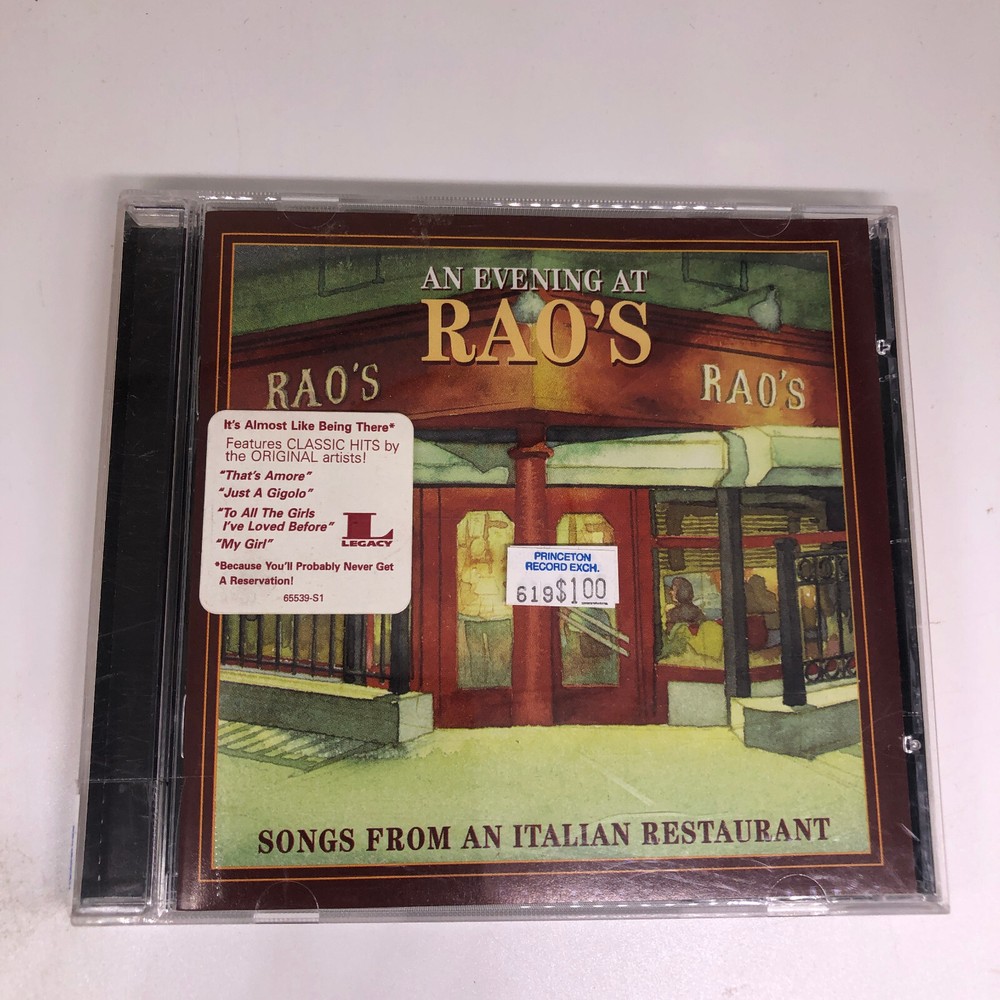 AN EVENING AT
RAO'S
RAO'S
RAO'S
It's Almost Like Being There*
Features CLASSIC HITS by
the ORIGINAL artists!
"That's Amore"
"Just A Gigolo"
"To All The Girls
I've Loved Before"
"My Girl"
L
LEGACY
*Because You'll Probably Never Get
A Reservation!
65539-S1
PRINCETON
RECORD EXCH.
619$1.00
SONGS FROM AN ITALIAN RESTAURANT